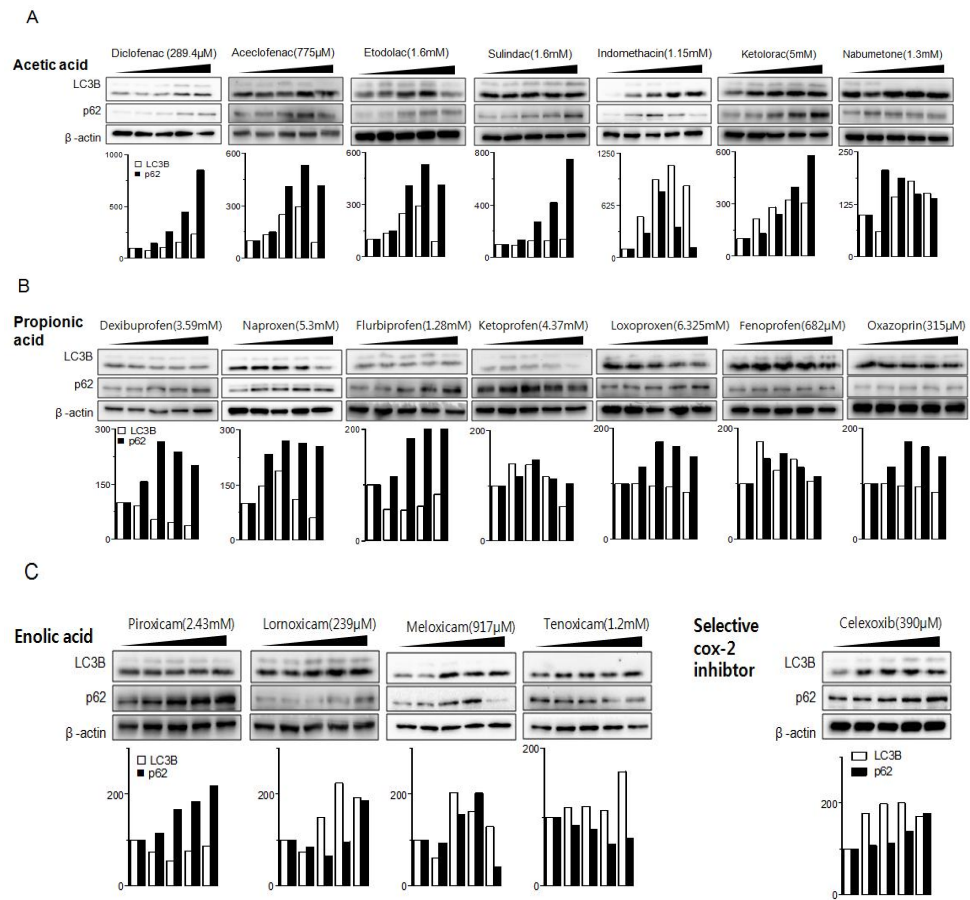 A
Acetic acid
Diclofenac (289.4μM) Aceclofenac(775μM) Etodolac(1.6mM) Sulindac(1.6mM) Indomethacin(1.15mM) Ketolorac(5mM) Nabumetone(1.3mM)
LC3B
p62
β -actin
1000 600 600 800 1250 600 250
LC3B
p62
500 300 300 400 625 300 125
0 0 0 0 0 0 0
B
Propionic
acid
Dexibuprofen(3.59mM) Naproxen(5.3mM) Flurbiprofen(1.28mM) Ketoprofen(4.37mM) Loxoproxen(6.325mM) Fenoprofen(682μM) Oxazoprin(315μM)
LC3B
p62
β -actin
300 300 200 200 200 200 200
LC3B
p62
150 150
0 0 0 0 0 0 0
C
Enolic acid
Piroxicam(2.43mM) Lornoxicam(239μM) Meloxicam(917μM) Tenoxicam(1.2mM)
Selective
cox-2
inhibtor
Celexoxib(390μM)
LC3B LC3B
p62 p62
β -actin β -actin
LC3B
p62
200 200 200 200
0 0 0 0
LC3B
p62
200
0